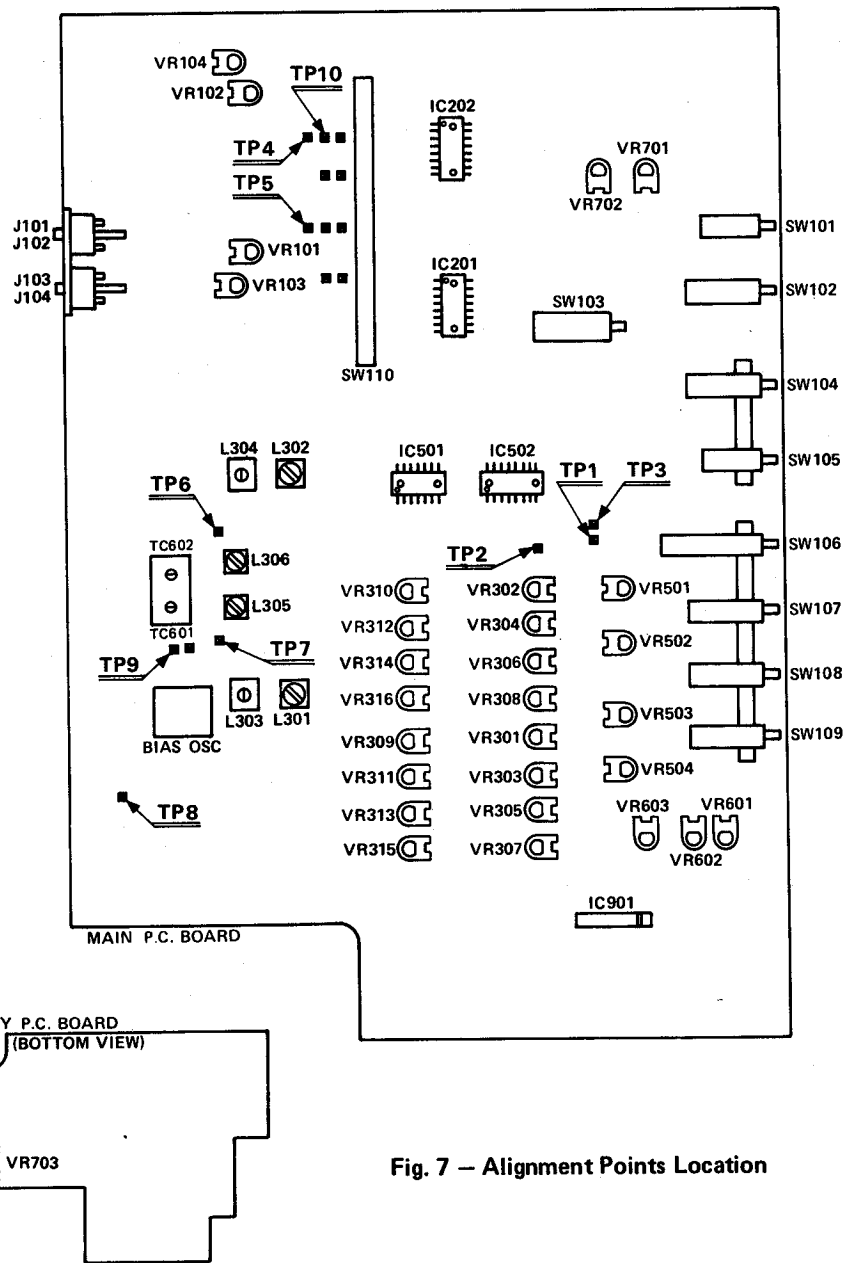 VR104
VR102
TP10
IC202
TP4
VR701
VR702
TP5
J101
J102
SW101
VR101
J103
J104
VR103
IC201
SW102
SW103
SW110
SW104
L304
L302
IC501
IC502
SW105
TP6
TP1
TP3
TC602
L306
TP2
SW106
VR310
VR302
VR501
L305
SW107
TC601
VR312
VR304
VR502
TP9
TP7
VR314
VR306
SW108
VR316
VR308
L303
L301
VR503
BIAS OSC
VR309
VR301
SW109
VR311
VR303
VR504
TP8
VR313
VR305
VR603
VR601
VR315
VR307
VR602
IC901
MAIN P.C. BOARD
Y P.C. BOARD
(BOTTOM VIEW)
VR703
Fig. 7 — Alignment Points Location